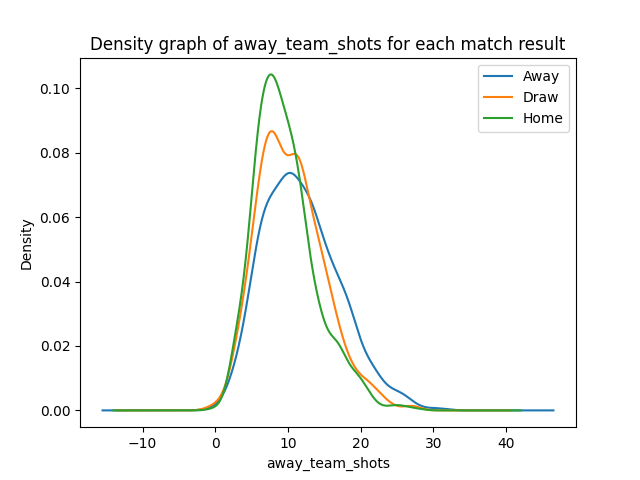 Density graph of away_team_shots for each match result
Away
Draw
Home
0.10
0.08
0.06
0.04
0.02
0.00
Density
−10
0
10
20
30
40
away_team_shots